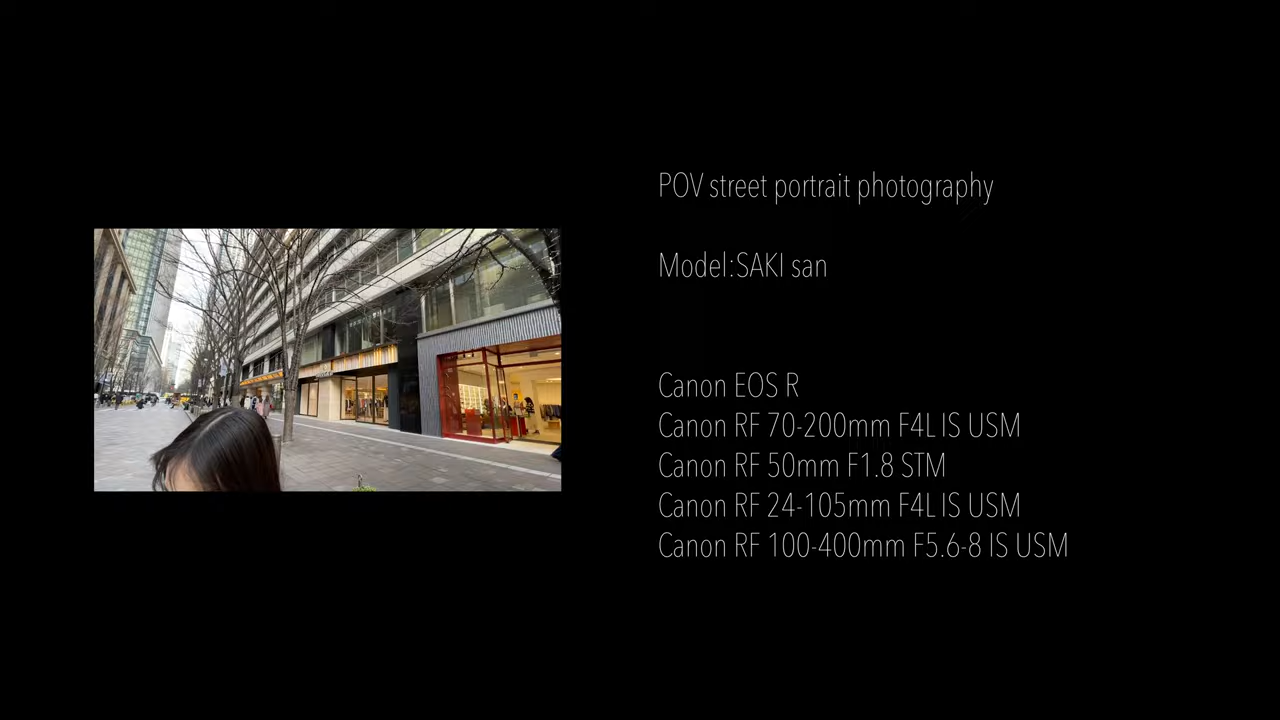 POV street portrait photography
Model:SAKI san
Canon EOS R
Canon RF 70-200mm F4L IS USM
Canon RF 50mm F1.8 STM
Canon RF 24-105mm F4L IS USM
Canon RF 100-400mm F5.6-8 IS USM